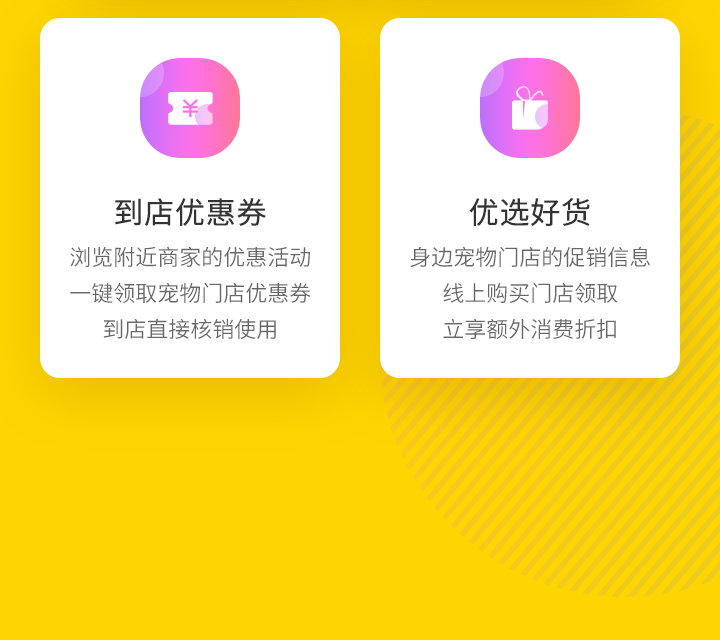 到店优惠券
浏览附近商家的优惠活动
一键领取宠物门店优惠券
到店直接核销使用
优选好货
身边宠物门店的促销信息
线上购买门店领取
立享额外消费折扣